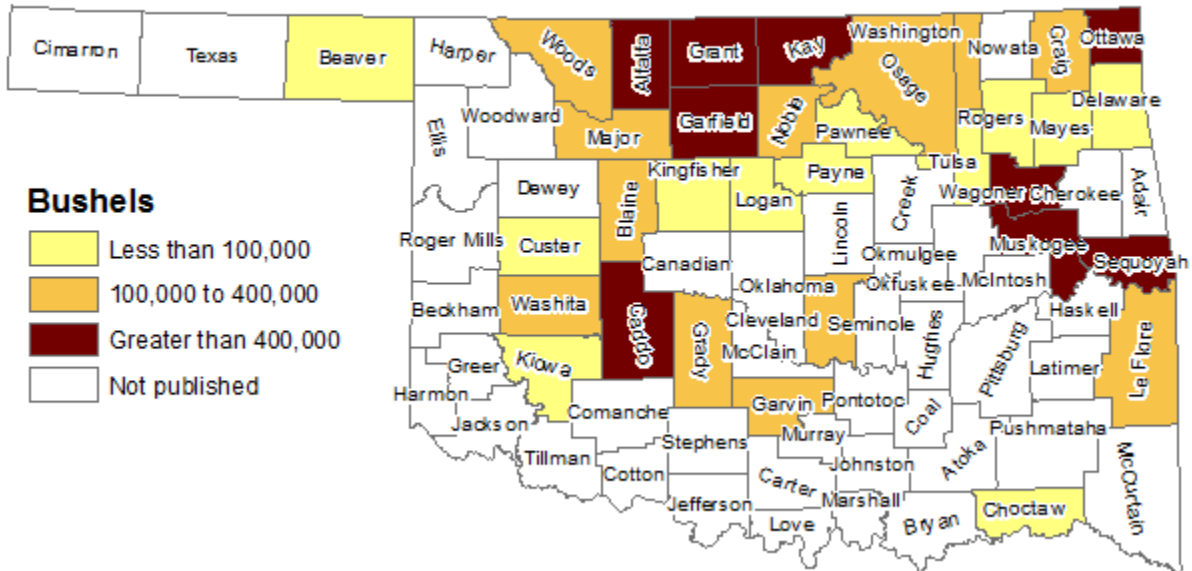 Cimarron
Texas
Beaver
Harper
Woods
Alfalfa
Grant
Kay
Washington
Osage
Nowata
Craig
Ottawa
Ellis
Woodward
Major
Garfield
Noble
Pawnee
Rogers
Mayes
Delaware
Dewey
Blaine
Kingfisher
Logan
Payne
Creek
Tulsa
Wagoner
Cherokee
Adair
Bushels
Less than 100,000
100,000 to 400,000
Greater than 400,000
Not published
Roger Mills
Custer
Canadian
Oklahoma
Lincoln
Okmulgee
Okfuskee
Muskogee
McIntosh
Sequoyah
Beckham
Washita
Caddo
Grady
Cleveland
McClain
Seminole
Hughes
Pittsburg
Haskell
Latimer
Le Flore
Greer
Kiowa
Harmon
Jackson
Comanche
Stephens
Garvin
Pontotoc
Coal
Murray
Pushmataha
Tillman
Cotton
Jefferson
Carter
Johnston
Atoka
Marshall
Love
Bryan
Choctaw
McCurtain